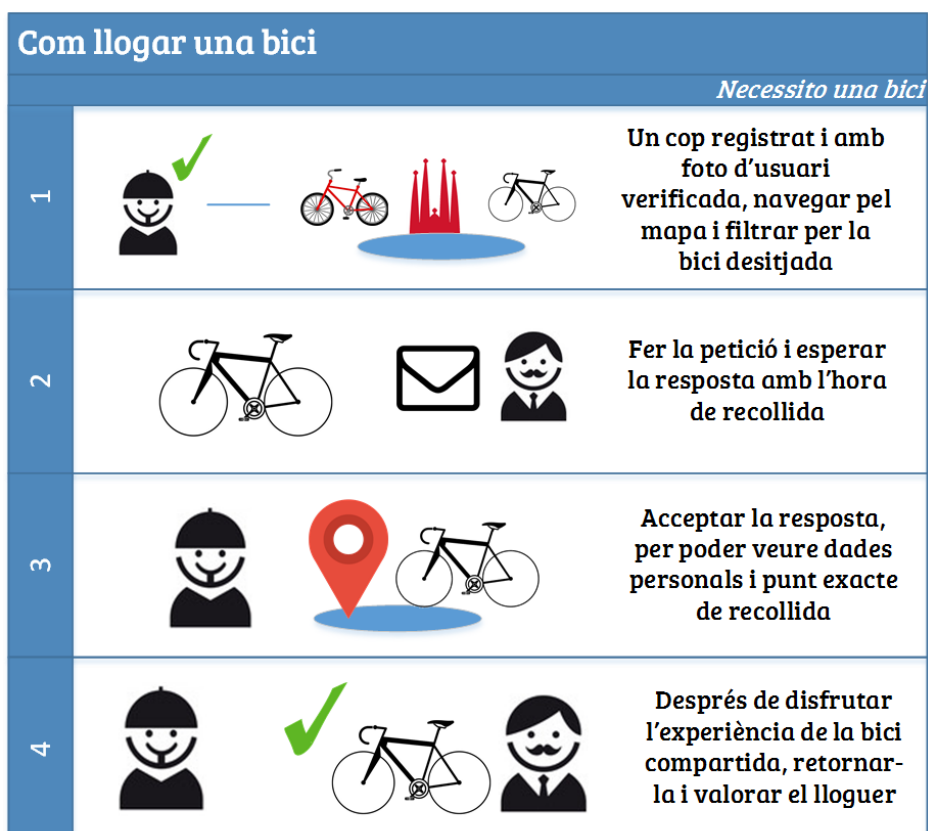 Com llogar una bici
Necessito una bici
1
Un cop registrat i amb
foto d'usuari
verificada, navegar pel
mapa i filtrar per la
bici desitjada
2
Fer la petició i esperar
la resposta amb l'hora
de recollida
3
Acceptar la resposta,
per poder veure dades
personals i punt exacte
de recollida
4
Després de disfrutar
l'experiència de la bici
compartida, retornar-
la i valorar el lloguer